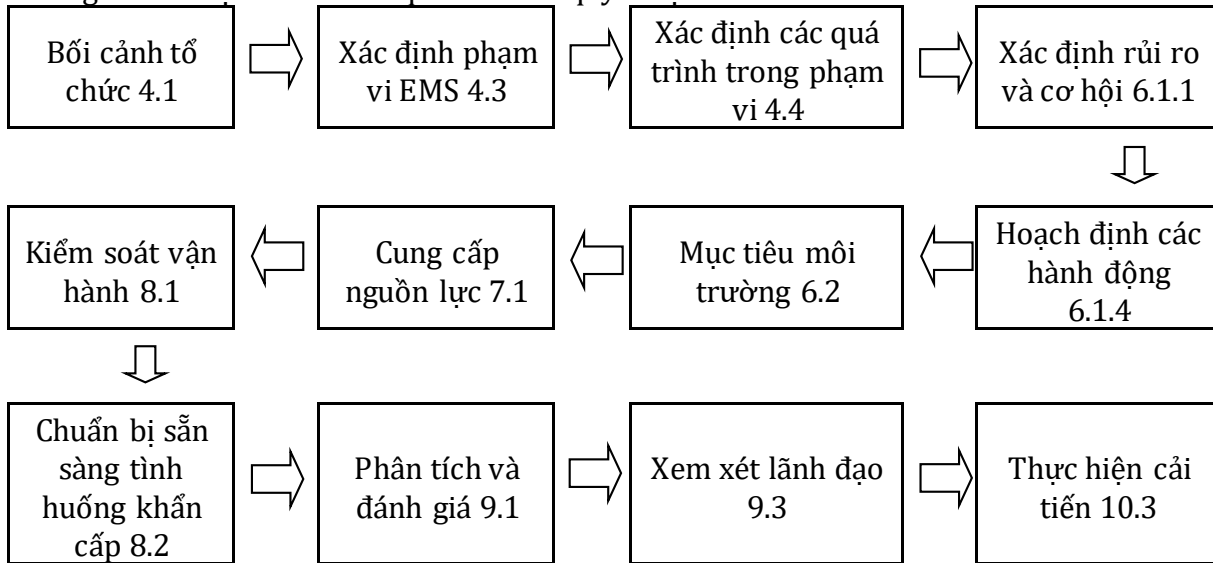 Bối cảnh tổ
chức 4.1
Xác định phạm
vi EMS 4.3
Xác định các quá
trình trong phạm
vi 4.4
Xác định rủi ro
và cơ hội 6.1.1
Hoạch định các
hành động
6.1.4
Mục tiêu môi
trường 6.2
Cung cấp
nguồn lực 7.1
Kiểm soát vận
hành 8.1
Chuẩn bị sẵn
sàng tình
huống khẩn
cấp 8.2
Phân tích và
đánh giá 9.1
Xem xét lãnh đạo
9.3
Thực hiện cải
tiến 10.3